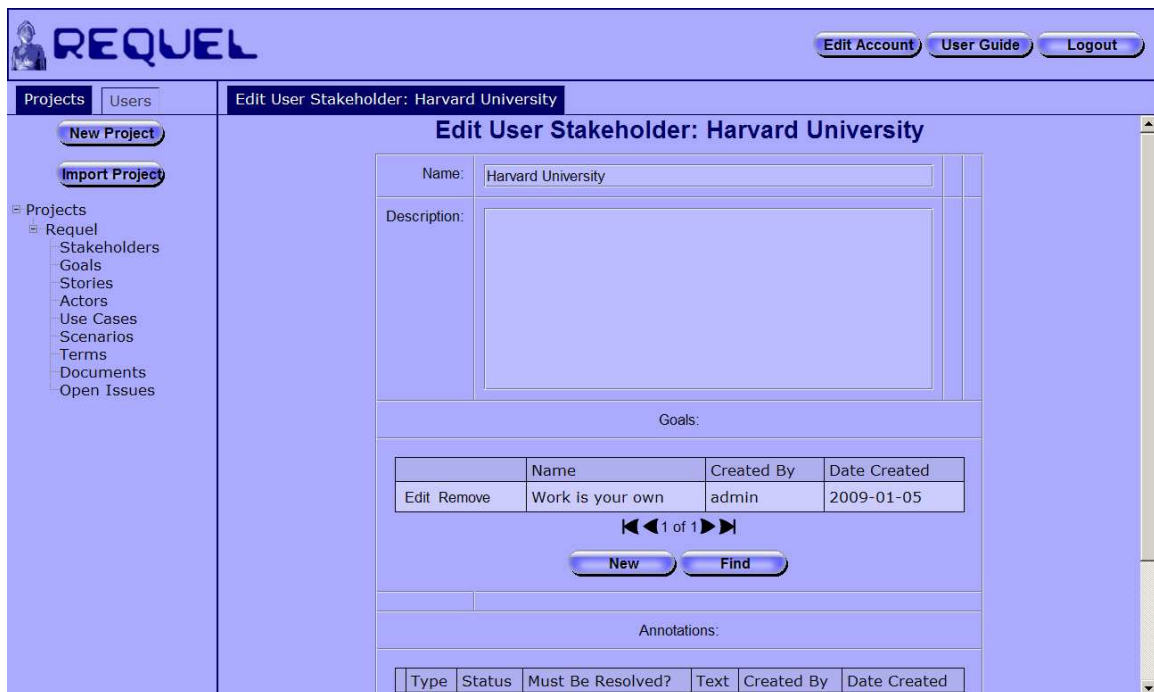 REQUEL
Edit Account User Guide Logout
Projects Users
Edit User Stakeholder: Harvard University
New Project
Import Project
Projects
Requel
Stakeholders
Goals
Stories
Actors
Use Cases
Scenarios
Terms
Documents
Open Issues
Edit User Stakeholder: Harvard University
Name: Harvard University
Description:
Goals:
Name Created By Date Created
Edit Remove Work is your own admin 2009-01-05
1 of 1
New Find
Annotations:
Type Status Must Be Resolved? Text Created By Date Created